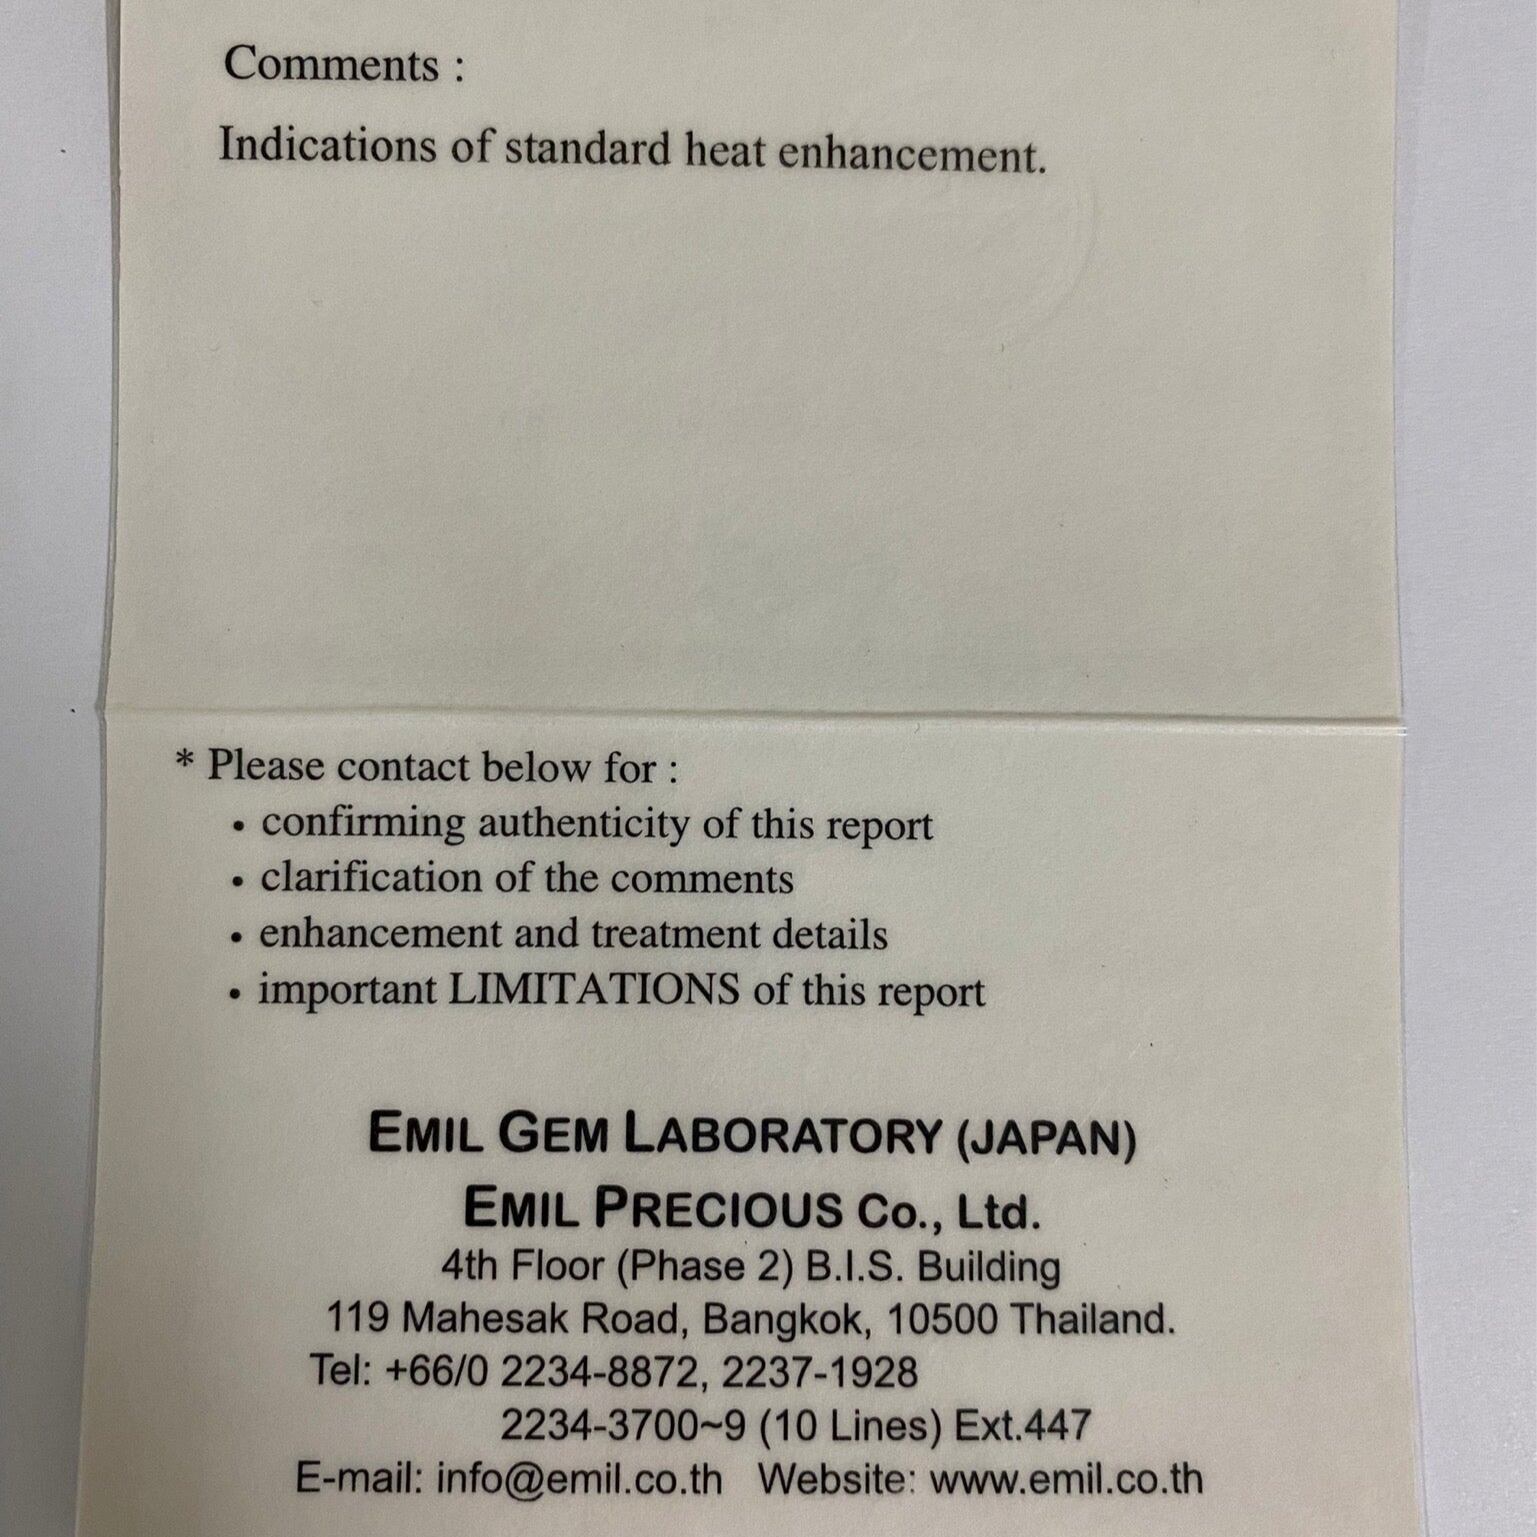 Comments :
Indications of standard heat enhancement.
* Please contact below for :
• confirming authenticity of this report
• clarification of the comments
• enhancement and treatment details
• important LIMITATIONS of this report
EMIL GEM LABORATORY (JAPAN)
EMIL PRECIOUS Co., Ltd.
4th Floor (Phase 2) B.I.S. Building
119 Mahesak Road, Bangkok, 10500 Thailand.
Tel: +66/0 2234-8872, 2237-1928
2234-3700~9 (10 Lines) Ext.447
E-mail: info@emil.co.th Website: www.emil.co.th